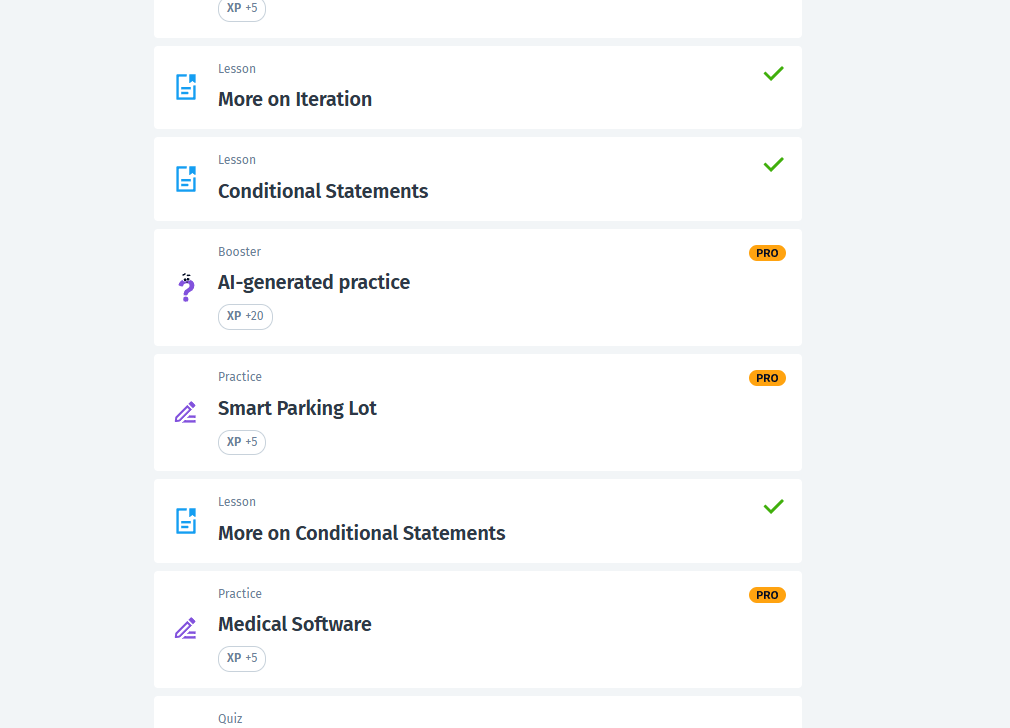 XP +5
Lesson
More on Iteration
Lesson
Conditional Statements
Booster
PRO
AI-generated practice
XP +20
Practice
PRO
Smart Parking Lot
XP +5
Lesson
More on Conditional Statements
Practice
PRO
Medical Software
XP +5
Quiz